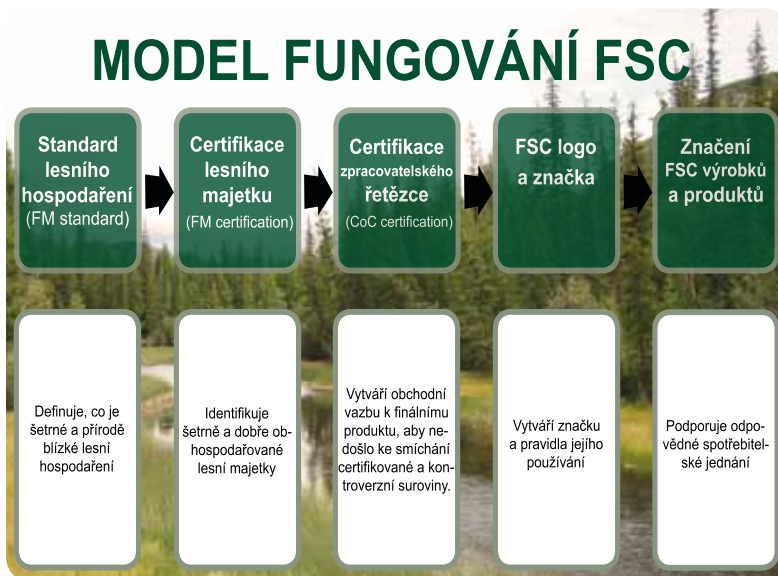 MODEL FUNGOVÁNÍ FSC
Standard
lesního
hospodaření
(FM standard)
Certifikace
lesního
majetku
(FM certification)
Certifikace
zpracovatelského
řetězce
(CoC certification)
FSC logo
a značka
Značení
FSC výrobků
a produktů
Definuje, co je
šetrné a přírodě
blízké lesní
hospodaření
Identifikuje
šetrně a dobře ob-
hospodařované
lesní majetky
Vytváří obchodní
vazbu k finálnímu
produktu, aby ne-
došlo ke smíchání
certifikované a kon-
troverzní suroviny.
Vytváří značku
a pravidla jejího
používání
Podporuje odpo-
vědné spotřebitel-
ské jednání